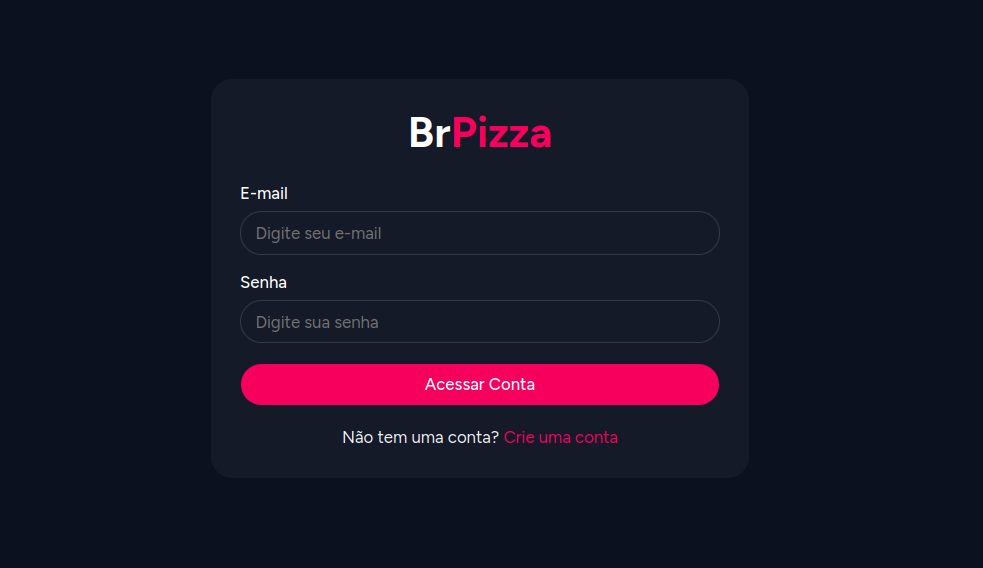 BrPizza
E-mail
Digite seu e-mail
Senha
Digite sua senha
Acessar Conta
Não tem uma conta? Crie uma conta